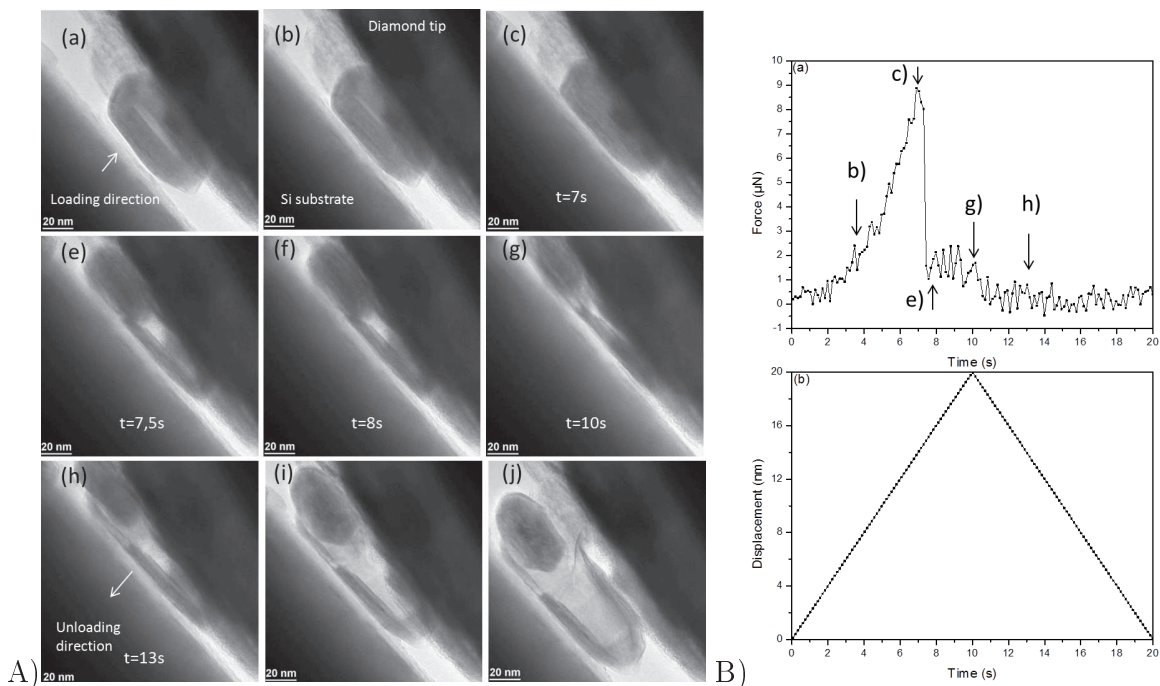 (a)
(b)
Diamond tip
(c)
Loading direction
20 nm
Si substrate
20 nm
t=7s
20 nm
(e)
(f)
(g)
t=7,5s
20 nm
t=8s
20 nm
t=10s
20 nm
(h)
(i)
(j)
Unloading
direction
t=13s
20 nm
20 nm
20 nm
A)
(a)
c)
b)
g)
h)
e)
Force (μN)
10
9
8
7
6
5
4
3
2
1
0
-1
0 2 4 6 8 10 12 14 16 18 20
Time (s)
(b)
Displacement (nm)
20
16
12
8
4
0
0 2 4 6 8 10 12 14 16 18 20
Time (s)
B)